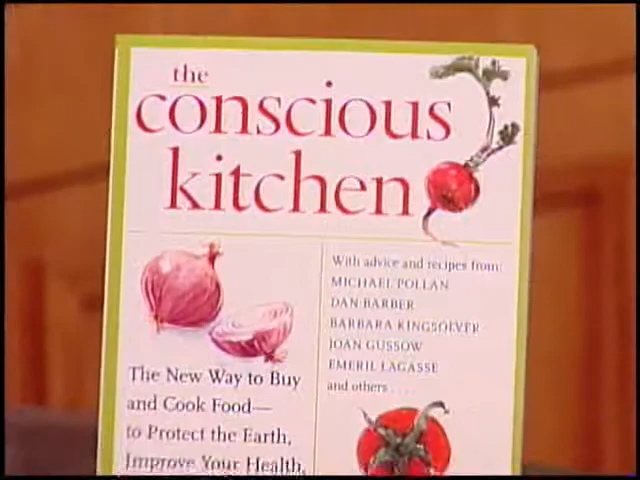 the
conscious
kitchen
With advice and recipes from:
MICHAEL POLLAN
DAN BARBER
BARBARA KINGSOLVER
JOAN GUSSOW
EMERIL LAGASSE
and others . . . .
The New Way to Buy
and Cook Food—
to Protect the Earth,
Improve Your Health,